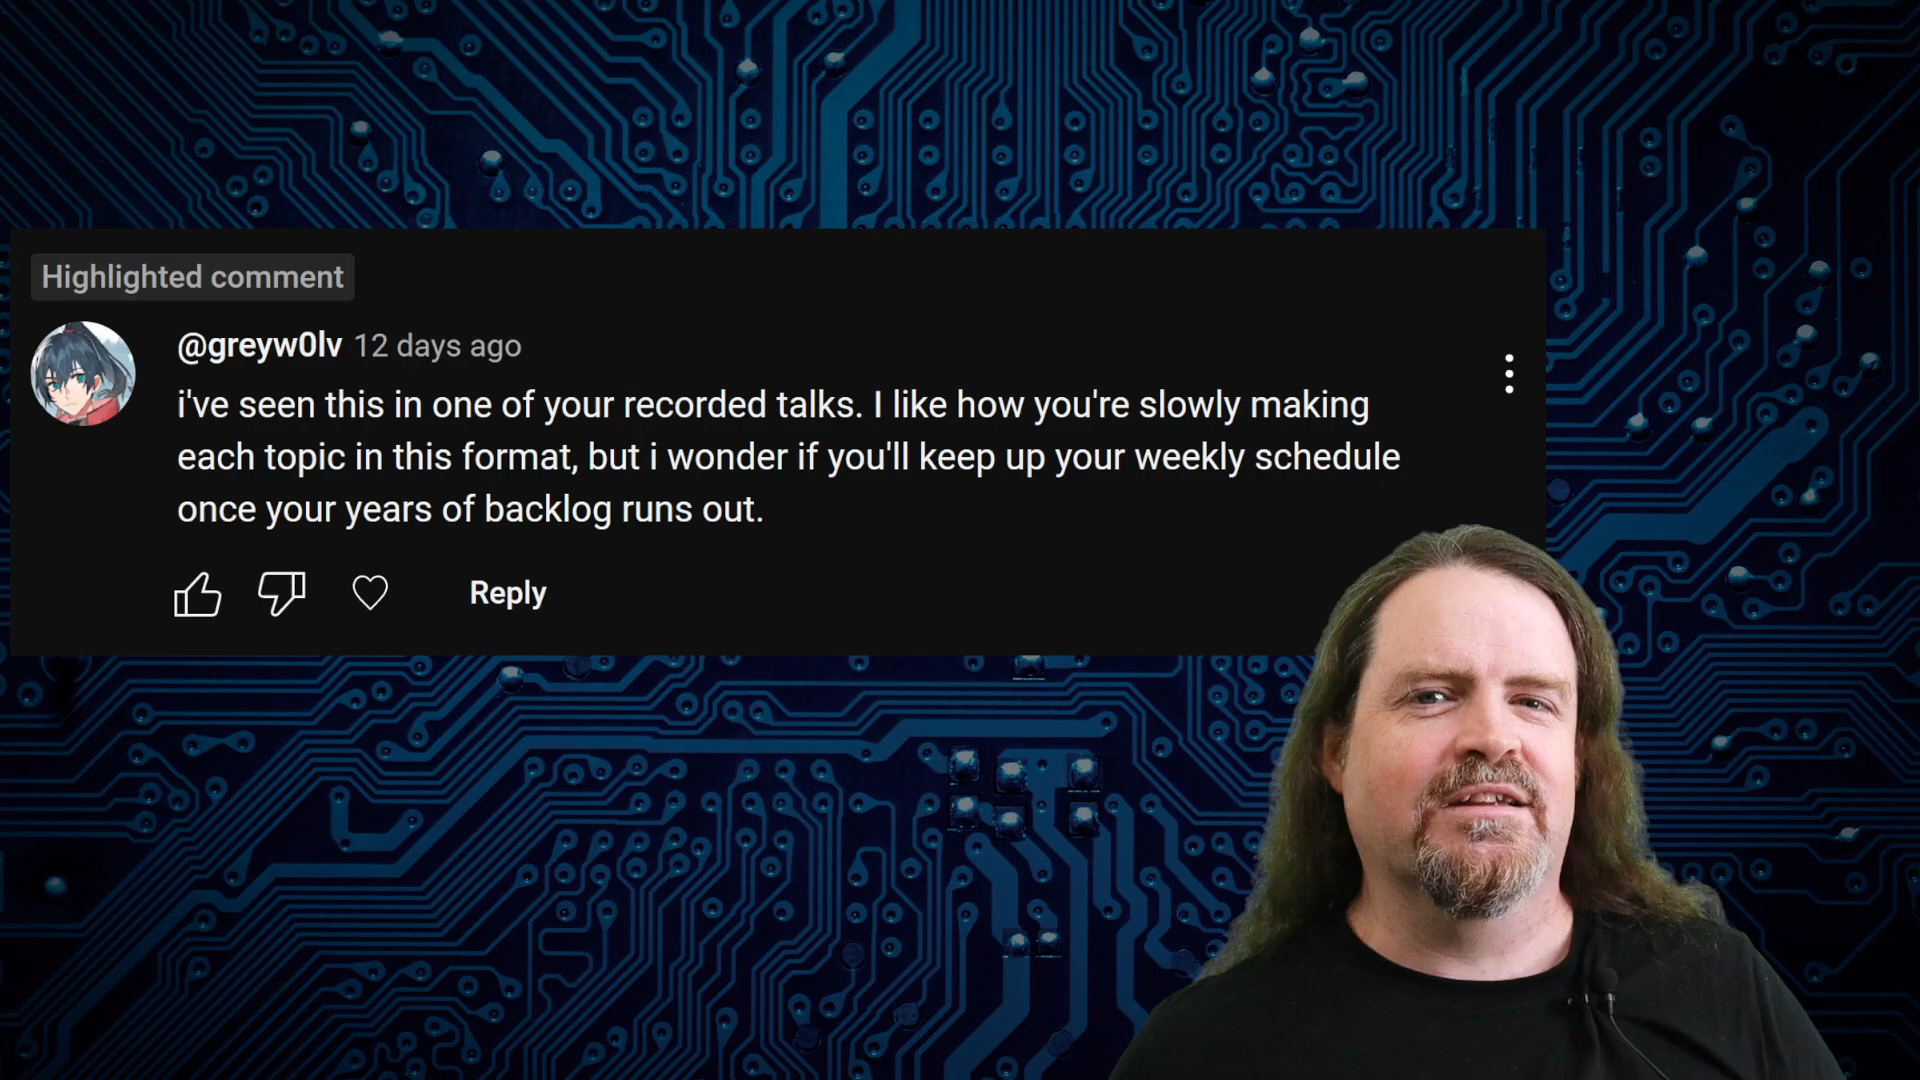 Highlighted comment
@greyw0lv 12 days ago
i've seen this in one of your recorded talks. I like how you're slowly making
each topic in this format, but i wonder if you'll keep up your weekly schedule
once your years of backlog runs out.
Reply